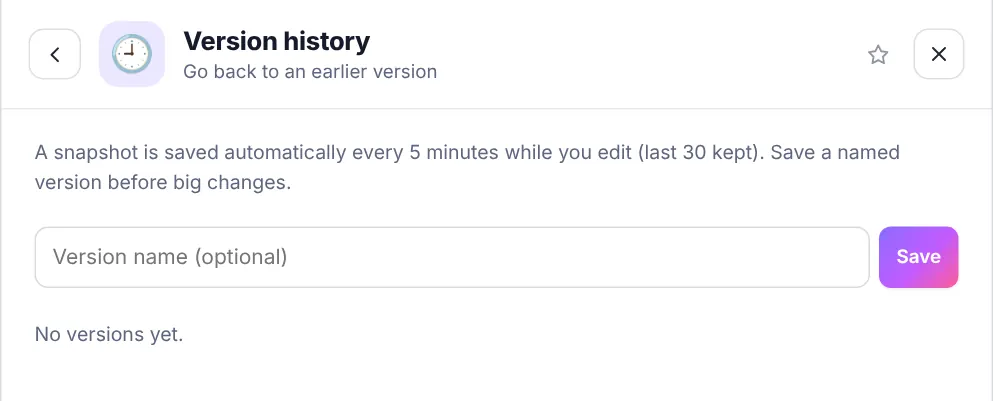 Version history
Go back to an earlier version
A snapshot is saved automatically every 5 minutes while you edit (last 30 kept). Save a named
version before big changes.
Version name (optional)
Save
No versions yet.